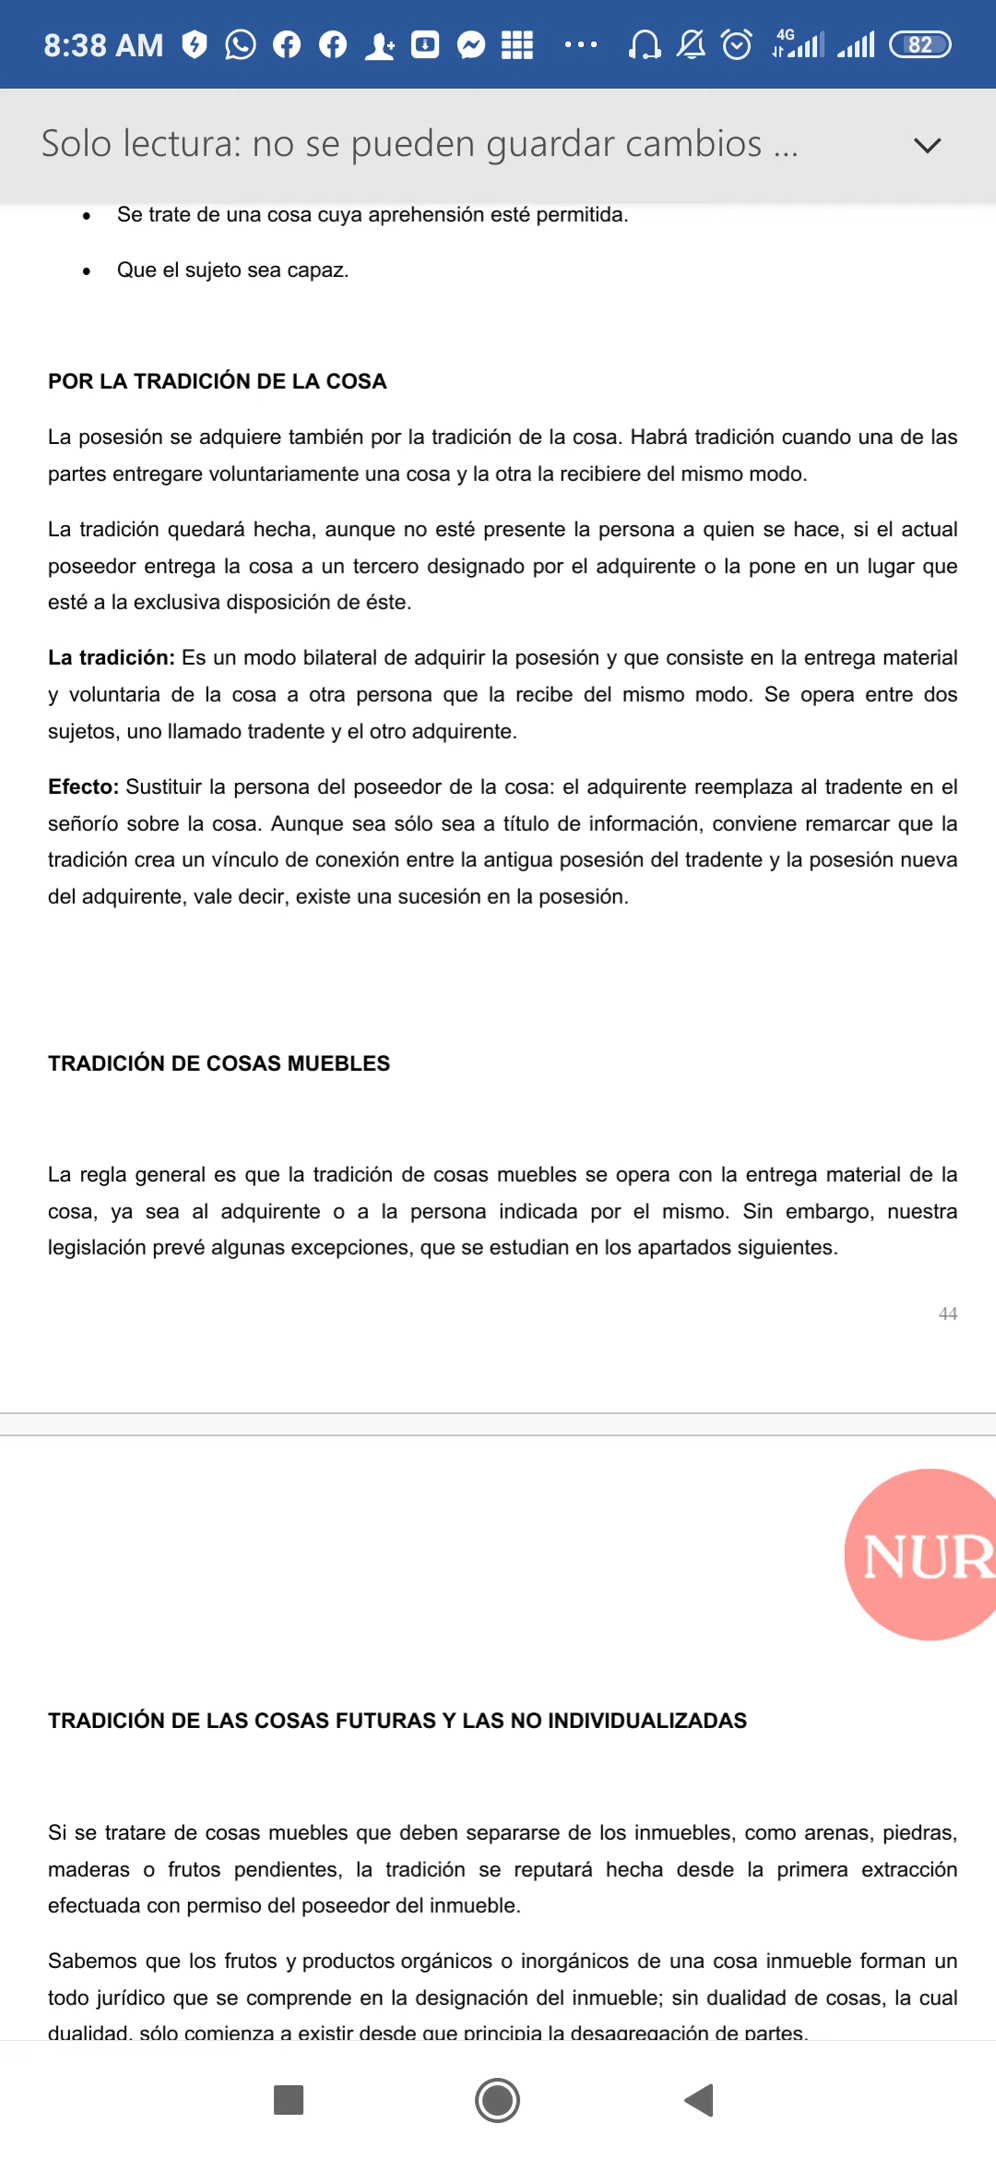 8:38 AM
4G
82
Solo lectura: no se pueden guardar cambios ...
• Se trate de una cosa cuya aprehensión esté permitida.
• Que el sujeto sea capaz.
POR LA TRADICIÓN DE LA COSA
La posesión se adquiere también por la tradición de la cosa. Habrá tradición cuando una de las
partes entregare voluntariamente una cosa y la otra la recibiere del mismo modo.
La tradición quedará hecha, aunque no esté presente la persona a quien se hace, si el actual
poseedor entrega la cosa a un tercero designado por el adquirente o la pone en un lugar que
esté a la exclusiva disposición de éste.
La tradición: Es un modo bilateral de adquirir la posesión y que consiste en la entrega material
y voluntaria de la cosa a otra persona que la recibe del mismo modo. Se opera entre dos
sujetos, uno llamado tradente y el otro adquirente.
Efecto: Sustituir la persona del poseedor de la cosa: el adquirente reemplaza al tradente en el
señorío sobre la cosa. Aunque sea sólo sea a título de información, conviene remarcar que la
tradición crea un vínculo de conexión entre la antigua posesión del tradente y la posesión nueva
del adquirente, vale decir, existe una sucesión en la posesión.
TRADICIÓN DE COSAS MUEBLES
La regla general es que la tradición de cosas muebles se opera con la entrega material de la
cosa, ya sea al adquirente o a la persona indicada por el mismo. Sin embargo, nuestra
legislación prevé algunas excepciones, que se estudian en los apartados siguientes.
44
NUR
TRADICIÓN DE LAS COSAS FUTURAS Y LAS NO INDIVIDUALIZADAS
Si se tratare de cosas muebles que deben separarse de los inmuebles, como arenas, piedras,
maderas o frutos pendientes, la tradición se reputará hecha desde la primera extracción
efectuada con permiso del poseedor del inmueble.
Sabemos que los frutos y productos orgánicos o inorgánicos de una cosa inmueble forman un
todo jurídico que se comprende en la designación del inmueble; sin dualidad de cosas, la cual
dualidad, sólo comienza a existir desde que principia la desagregación de partes.